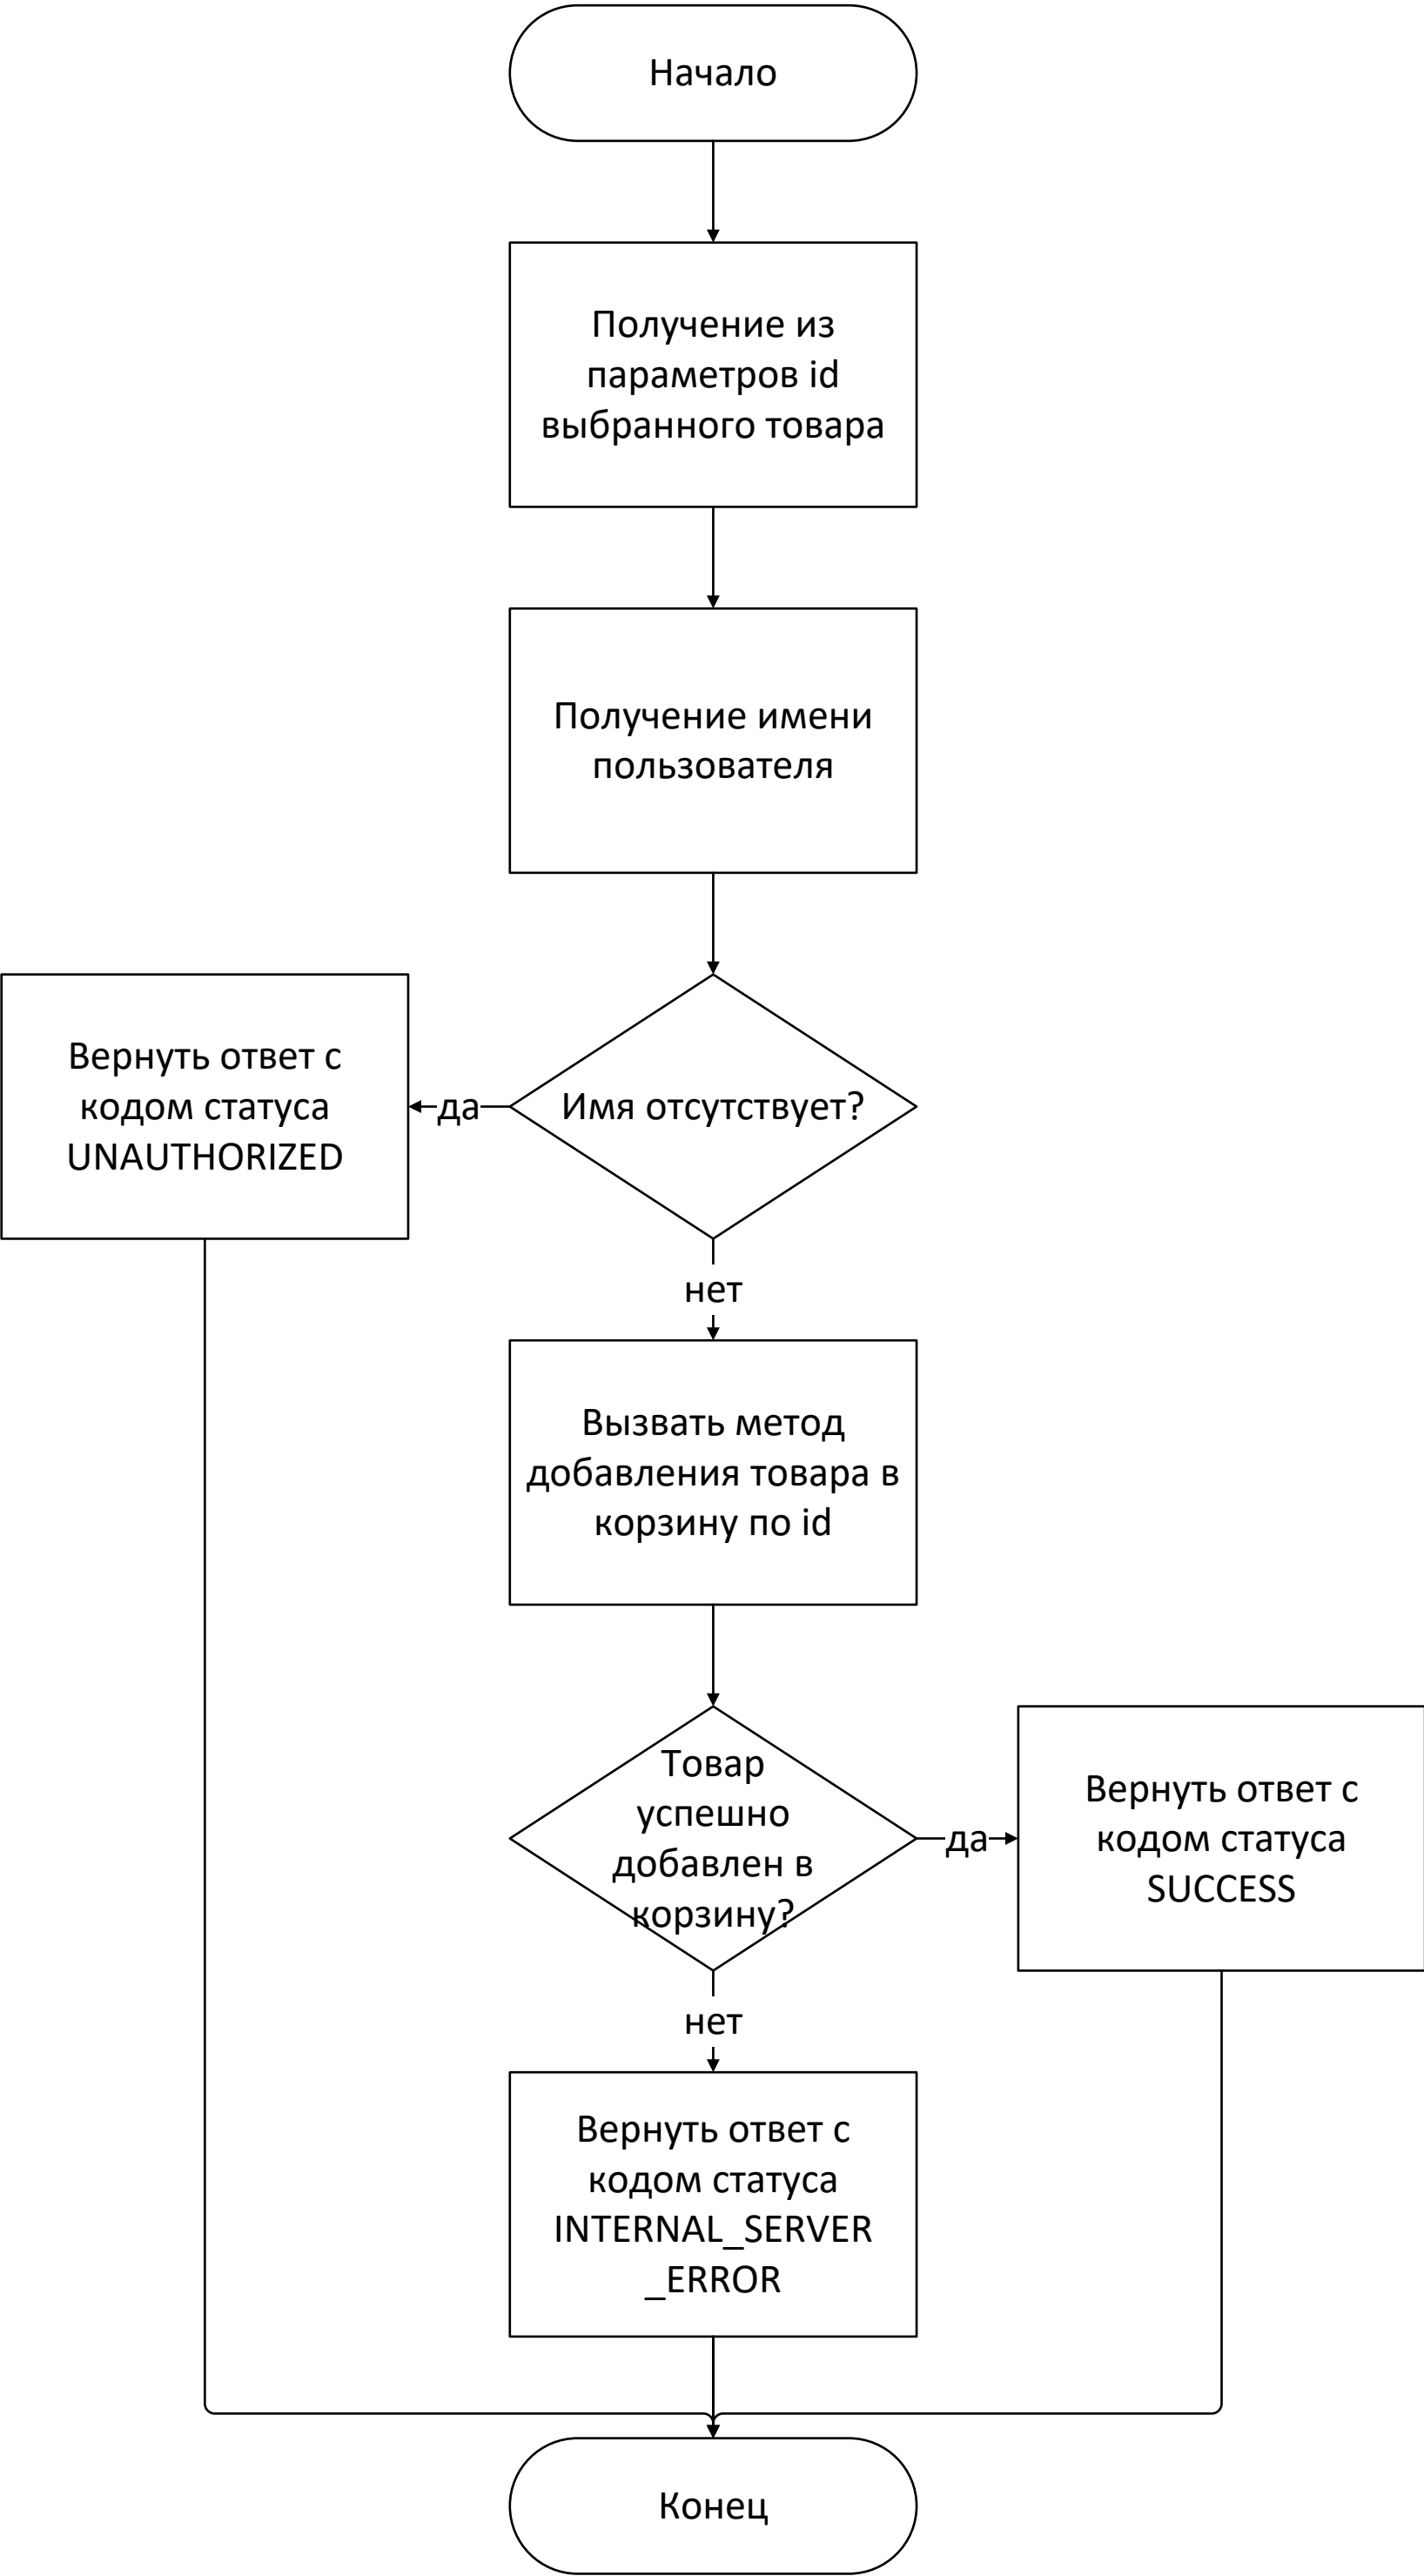 Начало
Получение из
параметров id
выбранного товара
Получение имени
пользователя
Вернуть ответ с
кодом статуса
UNAUTHORIZED
да
Имя отсутствует?
нет
Вызвать метод
добавления товара в
корзину по id
Товар
успешно
добавлен в
корзину?
да
Вернуть ответ с
кодом статуса
SUCCESS
нет
Вернуть ответ с
кодом статуса
INTERNAL_SERVER
_ERROR
Конец